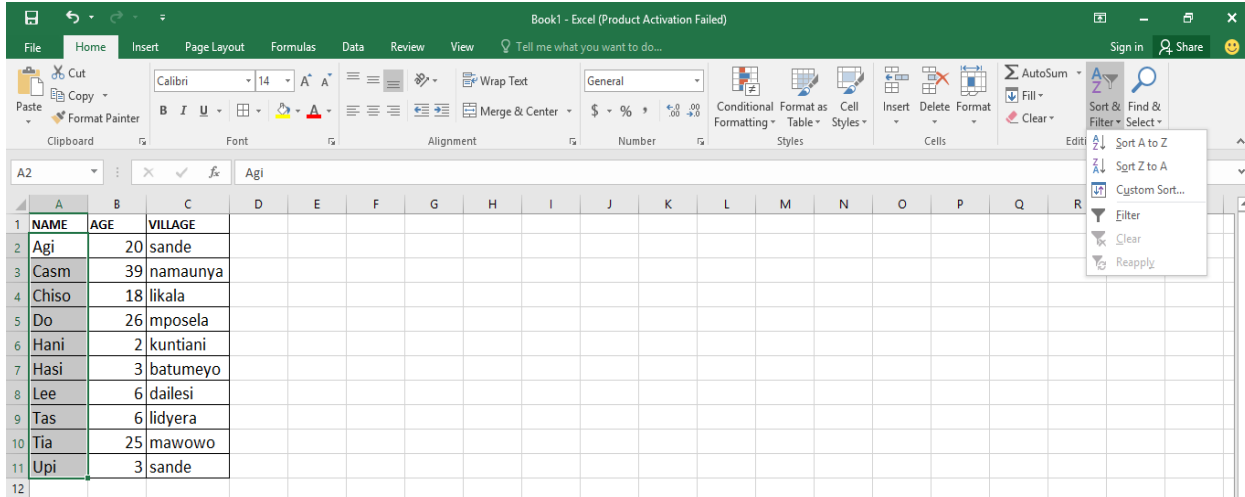 Book1 - Excel (Product Activation Failed)
File Home Insert Page Layout Formulas Data Review View Tell me what you want to do... Sign in Share
Cut
Copy
Format Painter
Paste
Clipboard
Calibri 14 A A
B I U A
Font
Wrap Text
Merge & Center
Alignment
General
$ % , .0 .00 .00 .0
Number
Conditional Formatting
Format as Table
Cell Styles
Styles
Insert Delete Format
Cells
AutoSum
Fill
Clear
Sort & Filter
Find & Select
Sort A to Z
Sort Z to A
Custom Sort...
Filter
Clear
Reapply
A2 fx Agi
A B C D E F G H I J K L M N O P Q R
1 NAME AGE VILLAGE
2 Agi 20 sande
3 Casm 39 namaunya
4 Chiso 18 likala
5 Do 26 mposela
6 Hani 2 kuntiani
7 Hasi 3 batumeyo
8 Lee 6 dailesi
9 Tas 6 lidyera
10 Tia 25 mawowo
11 Upi 3 sande
12